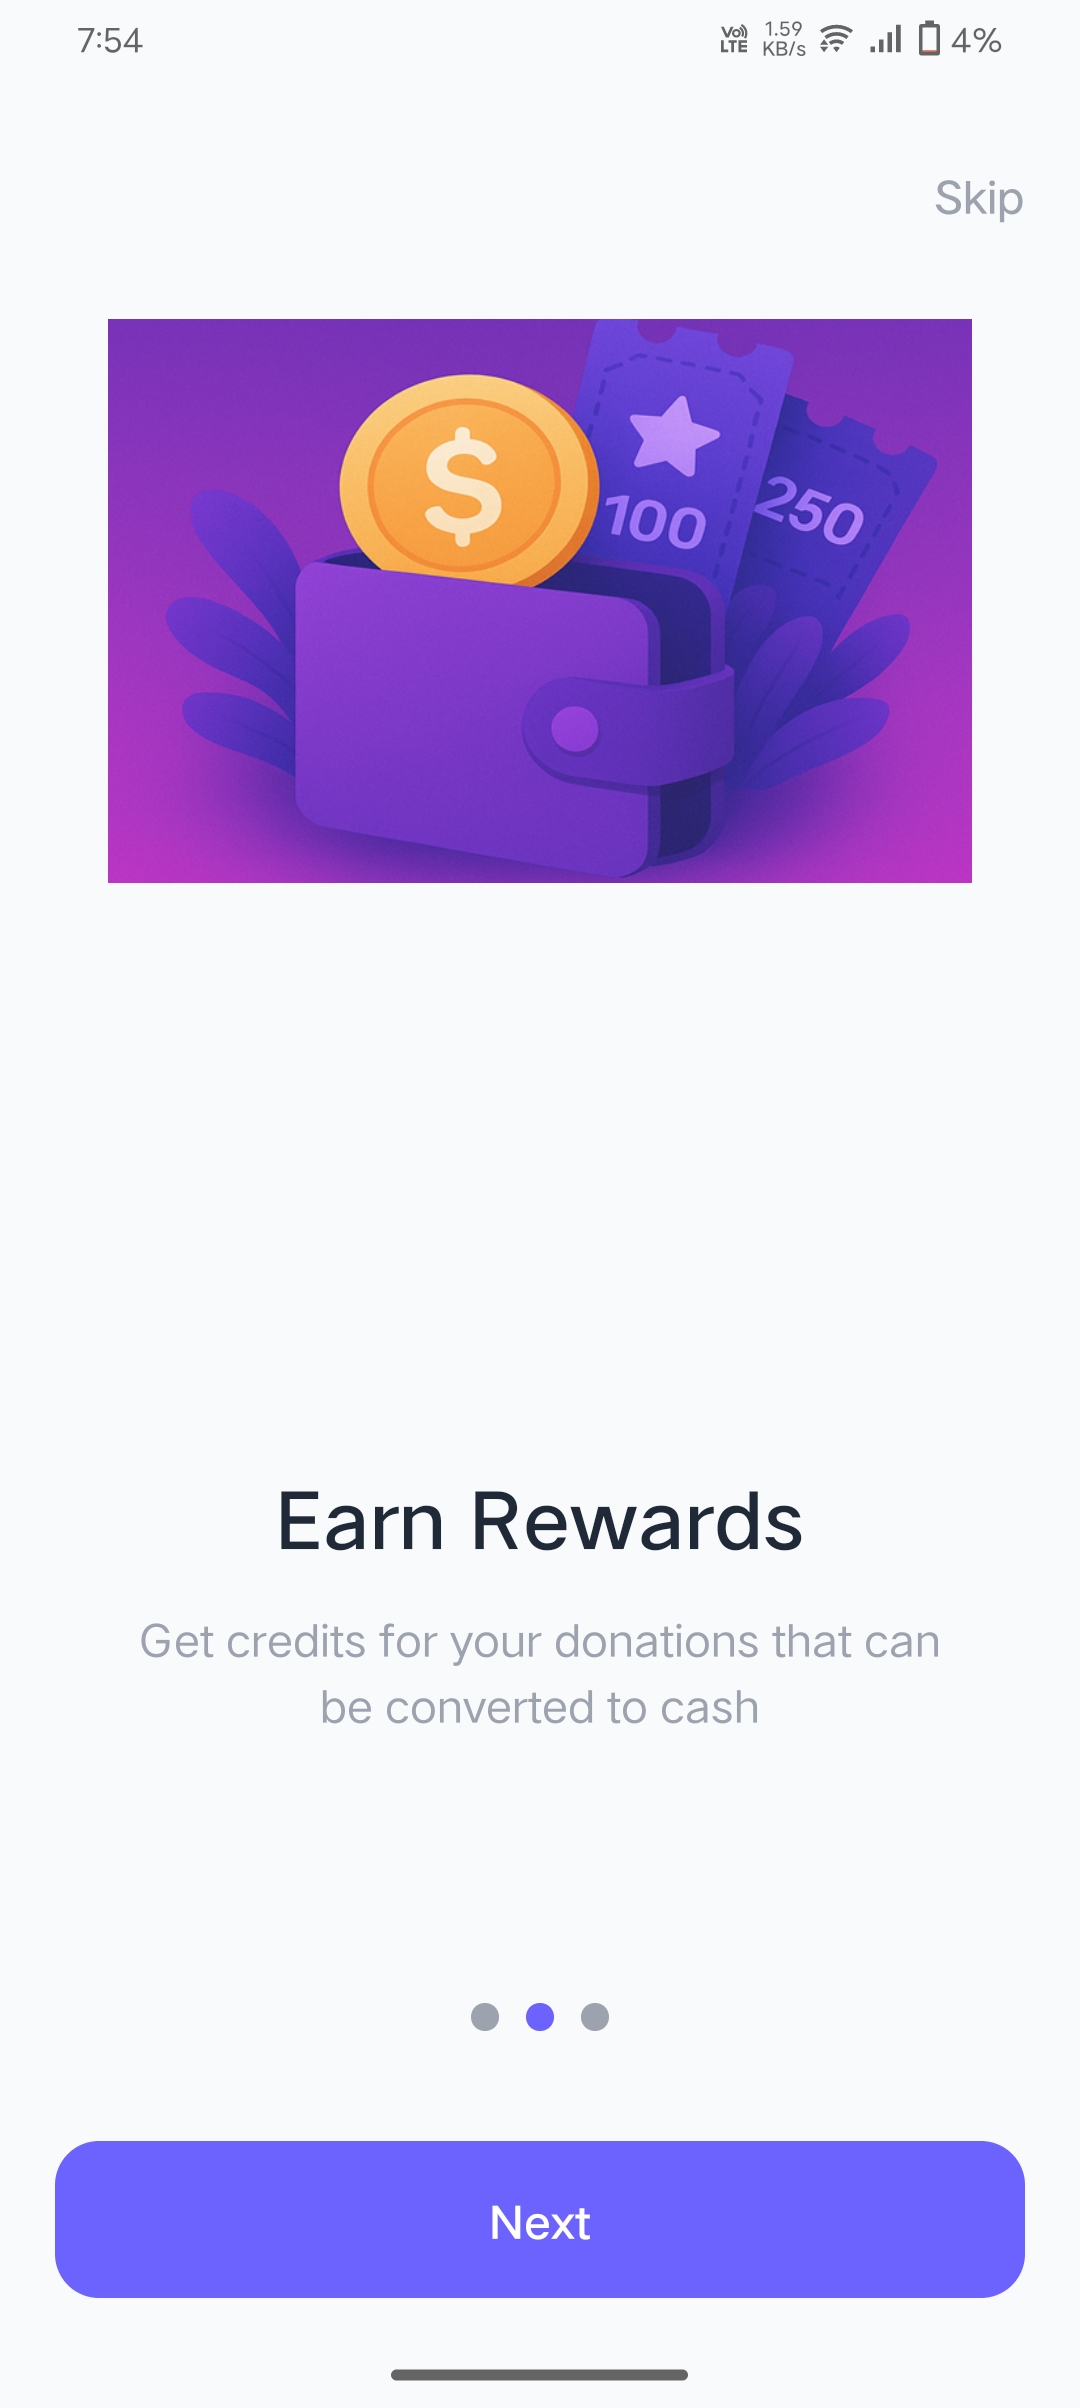 7:54
Vo)) LTE 1.59 KB/s 4%
Skip
$
100
250
Earn Rewards
Get credits for your donations that can
be converted to cash
Next